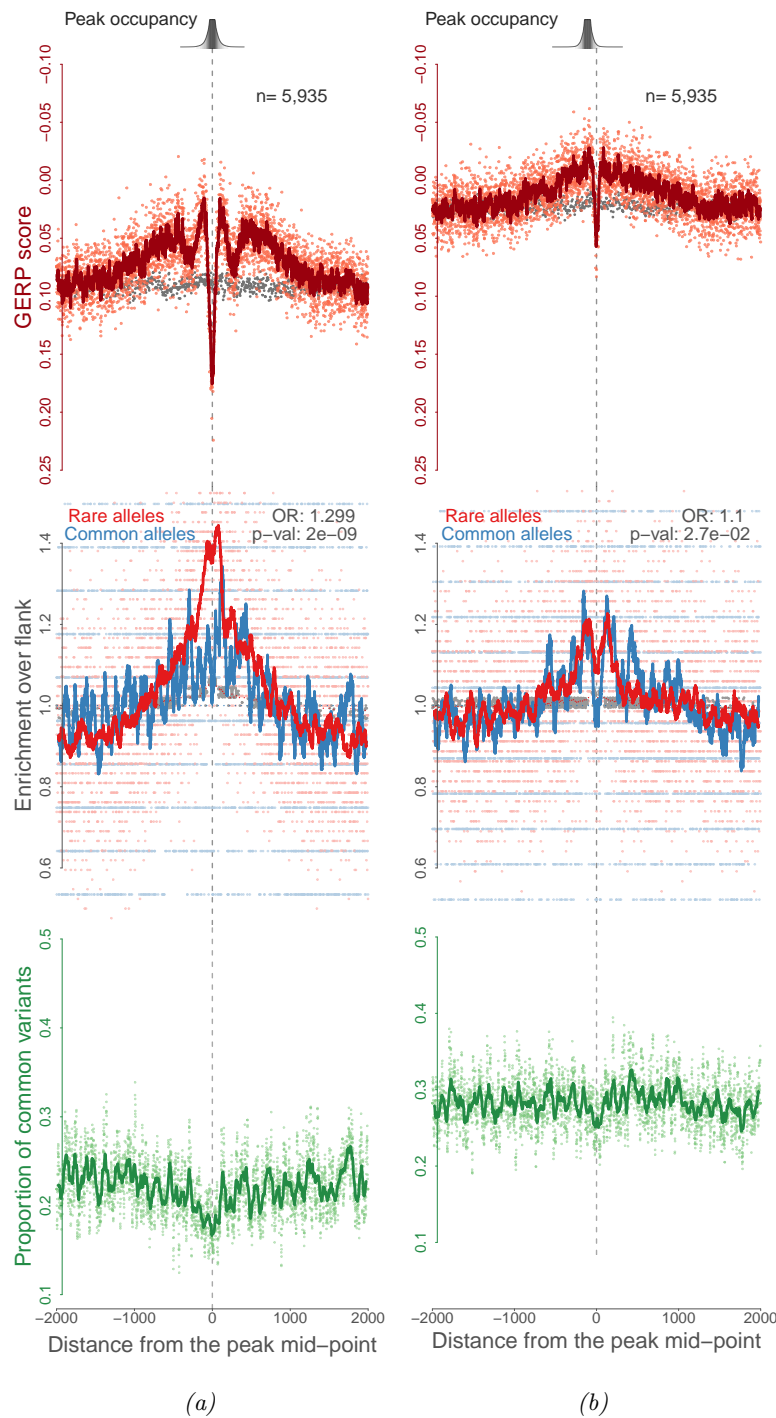 Peak occupancy
Peak occupancy
n= 5,935
n= 5,935
GERP score
−0.10
−0.05
0.00
0.05
0.10
0.15
0.20
0.25
−0.10
−0.05
0.00
0.05
0.10
0.15
0.20
0.25
Rare alleles
Common alleles
OR: 1.299
p−val: 2e−09
Rare alleles
Common alleles
OR: 1.1
p−val: 2.7e−02
Enrichment over flank
1.4
1.2
1.0
0.8
0.6
1.4
1.2
1.0
0.8
0.6
Proportion of common variants
0.5
0.4
0.3
0.2
0.1
0.5
0.4
0.3
0.2
0.1
−2000 −1000 0 1000 2000
−2000 −1000 0 1000 2000
Distance from the peak mid−point
Distance from the peak mid−point
(a)
(b)